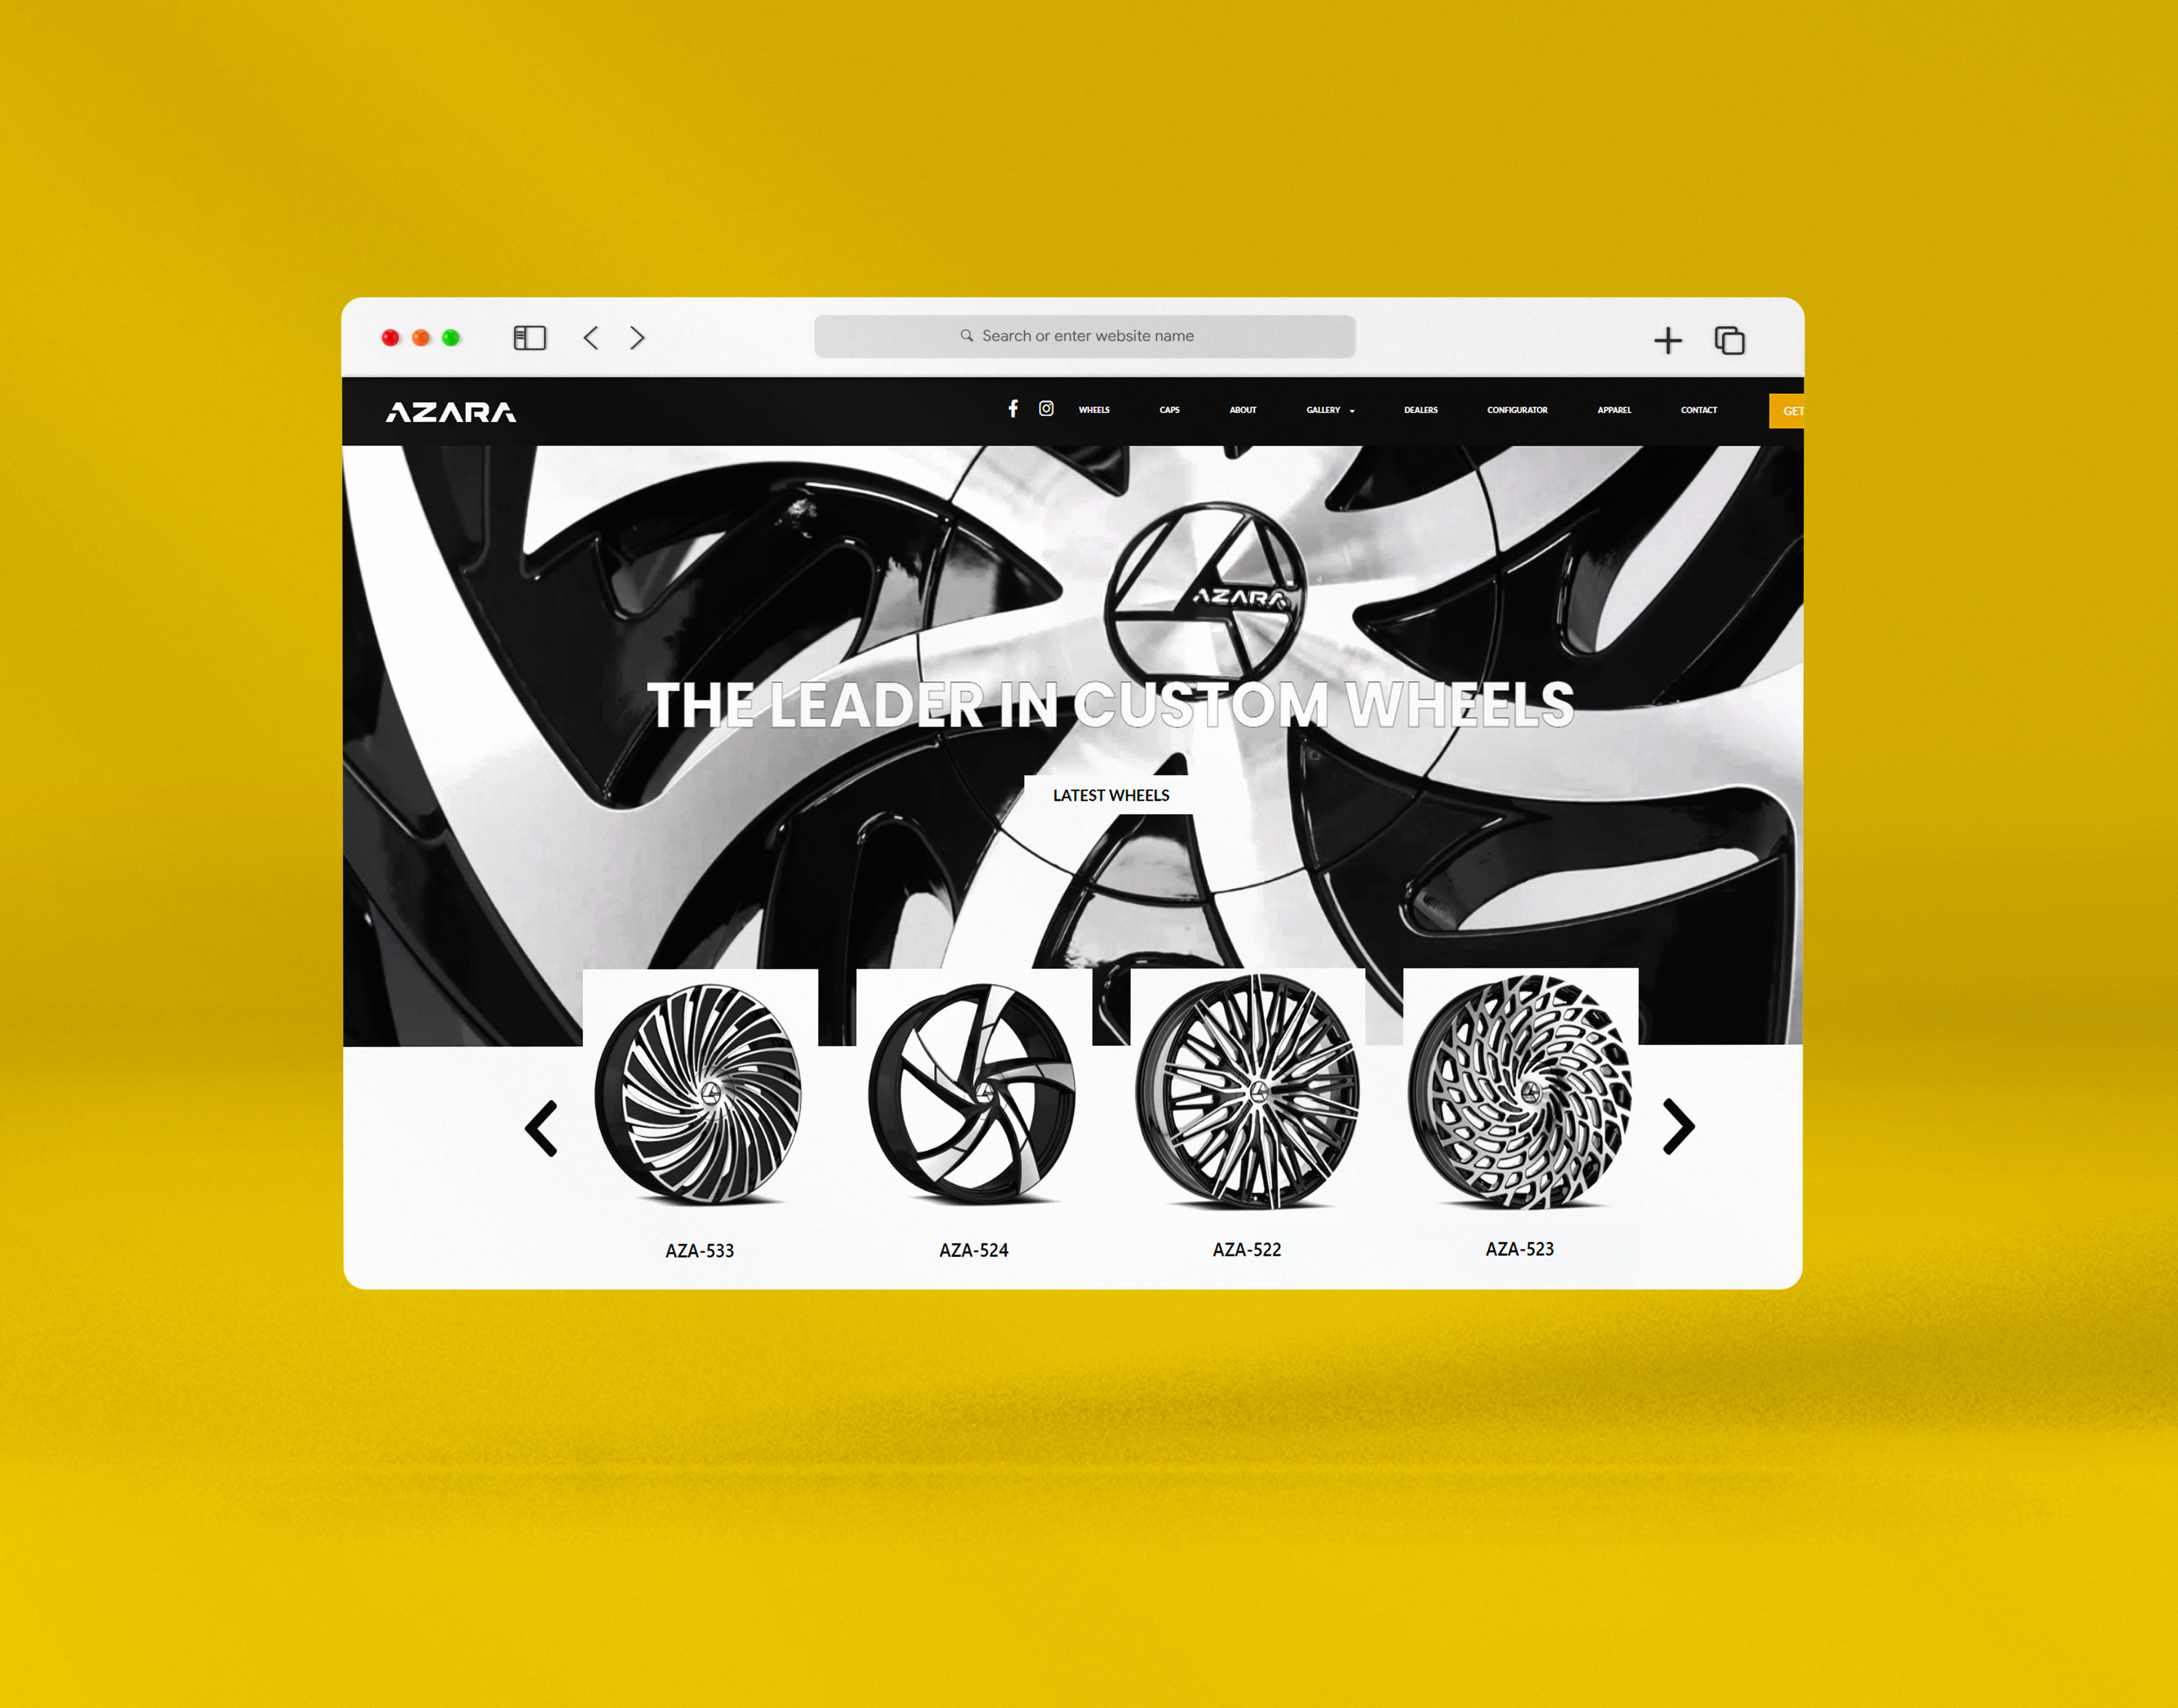 Search or enter website name
AZARA
WHEELS CAPS ABOUT GALLERY DEALERS CONFIGURATOR APPAREL CONTACT GET
AZARA
THE LEADER IN CUSTOM WHEELS
LATEST WHEELS
AZA-533 AZA-524 AZA-522 AZA-523